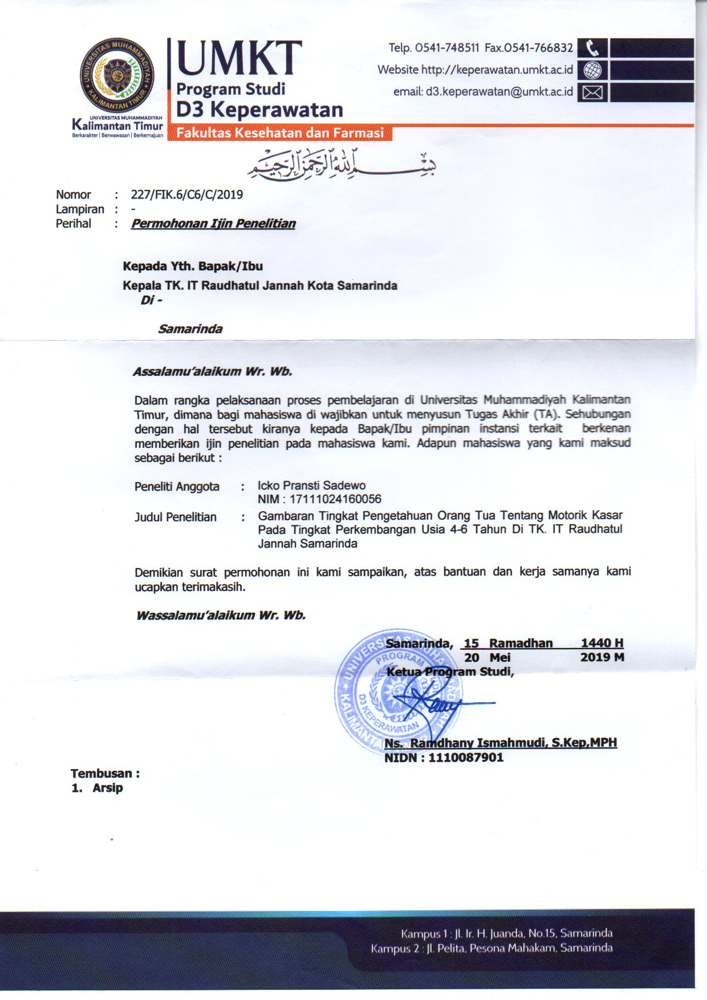 UNIVERSITAS MUHAMMADIYAH
KALIMANTAN TIMUR
UNIVERSITAS MUHAMMADIYAH
Kalimantan Timur
Berkarakter | Berwawasan | Berkemajuan
UMKT
Program Studi
D3 Keperawatan
Fakultas Kesehatan dan Farmasi
Telp. 0541-748511 Fax.0541-766832
Website http://keperawatan.umkt.ac.id
email: d3.keperawatan@umkt.ac.id
بسم الله الرحمن الرحيم
Nomor : 227/FIK.6/C6/C/2019
Lampiran : -
Perihal : Permohonan Ijin Penelitian
Kepada Yth. Bapak/Ibu
Kepala TK. IT Raudhatul Jannah Kota Samarinda
Di -
Samarinda
Assalamu’alaikum Wr. Wb.
Dalam rangka pelaksanaan proses pembelajaran di Universitas Muhammadiyah Kalimantan
Timur, dimana bagi mahasiswa di wajibkan untuk menyusun Tugas Akhir (TA). Sehubungan
dengan hal tersebut kiranya kepada Bapak/Ibu pimpinan instansi terkait berkenan
memberikan ijin penelitian pada mahasiswa kami. Adapun mahasiswa yang kami maksud
sebagai berikut :
Peneliti Anggota : Icko Pransti Sadewo
NIM : 17111024160056
Judul Penelitian : Gambaran Tingkat Pengetahuan Orang Tua Tentang Motorik Kasar
Pada Tingkat Perkembangan Usia 4-6 Tahun Di TK. IT Raudhatul
Jannah Samarinda
Demikian surat permohonan ini kami sampaikan, atas bantuan dan kerja samanya kami
ucapkan terimakasih.
Wassalamu’alaikum Wr. Wb.
Samarinda, 15 Ramadhan 1440 H
20 Mei 2019 M
Ketua Program Studi,
PROGRAM
D3 KEPERAWATAN
Ns. Ramdhany Ismahmudi, S.Kep,MPH
NIDN : 1110087901
Tembusan :
1. Arsip
Kampus 1 : Jl. Ir. H. Juanda, No.15, Samarinda
Kampus 2 : Jl. Pelita, Pesona Mahakam, Samarinda